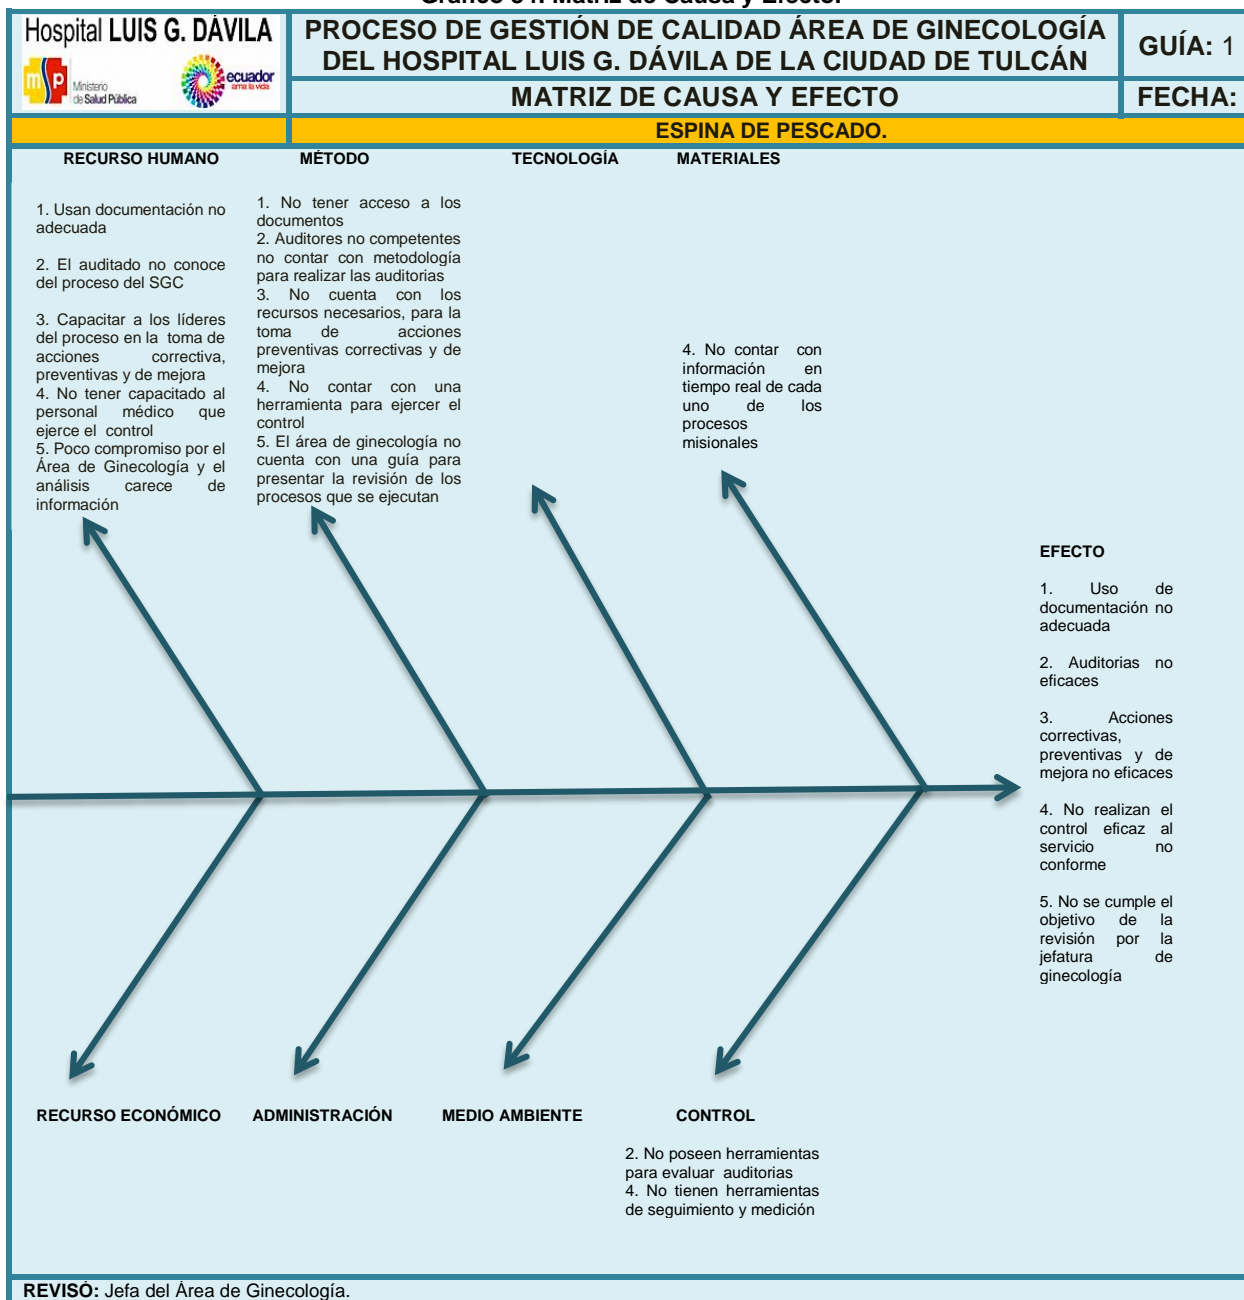 Gráfico 34. Matriz de Causa y Efecto.
Hospital LUIS G. DÁVILA
msp
Ministerio
de Salud Pública
ecuador
ama la vida
PROCESO DE GESTIÓN DE CALIDAD ÁREA DE GINECOLOGÍA
DEL HOSPITAL LUIS G. DÁVILA DE LA CIUDAD DE TULCÁN
GUÍA: 1
MATRIZ DE CAUSA Y EFECTO
FECHA:
ESPINA DE PESCADO.
RECURSO HUMANO
1. Usan documentación no
adecuada
2. El auditado no conoce
del proceso del SGC
3. Capacitar a los líderes
del proceso en la toma de
acciones correctiva,
preventivas y de mejora
4. No tener capacitado al
personal médico que
ejerce el control
5. Poco compromiso por el
Área de Ginecología y el
análisis carece de
información
MÉTODO
1. No tener acceso a los
documentos
2. Auditores no competentes
no contar con metodología
para realizar las auditorias
3. No cuenta con los
recursos necesarios, para la
toma de acciones
preventivas correctivas y de
mejora
4. No contar con una
herramienta para ejercer el
control
5. El área de ginecología no
cuenta con una guía para
presentar la revisión de los
procesos que se ejecutan
TECNOLOGÍA
MATERIALES
4. No contar con
información en
tiempo real de cada
uno de los
procesos
misionales
EFECTO
1. Uso de
documentación no
adecuada
2. Auditorias no
eficaces
3. Acciones
correctivas,
preventivas y de
mejora no eficaces
4. No realizan el
control eficaz al
servicio no
conforme
5. No se cumple el
objetivo de la
revisión por la
jefatura de
ginecología
RECURSO ECONÓMICO
ADMINISTRACIÓN
MEDIO AMBIENTE
CONTROL
2. No poseen herramientas
para evaluar auditorias
4. No tienen herramientas
de seguimiento y medición
REVISÓ: Jefa del Área de Ginecología.